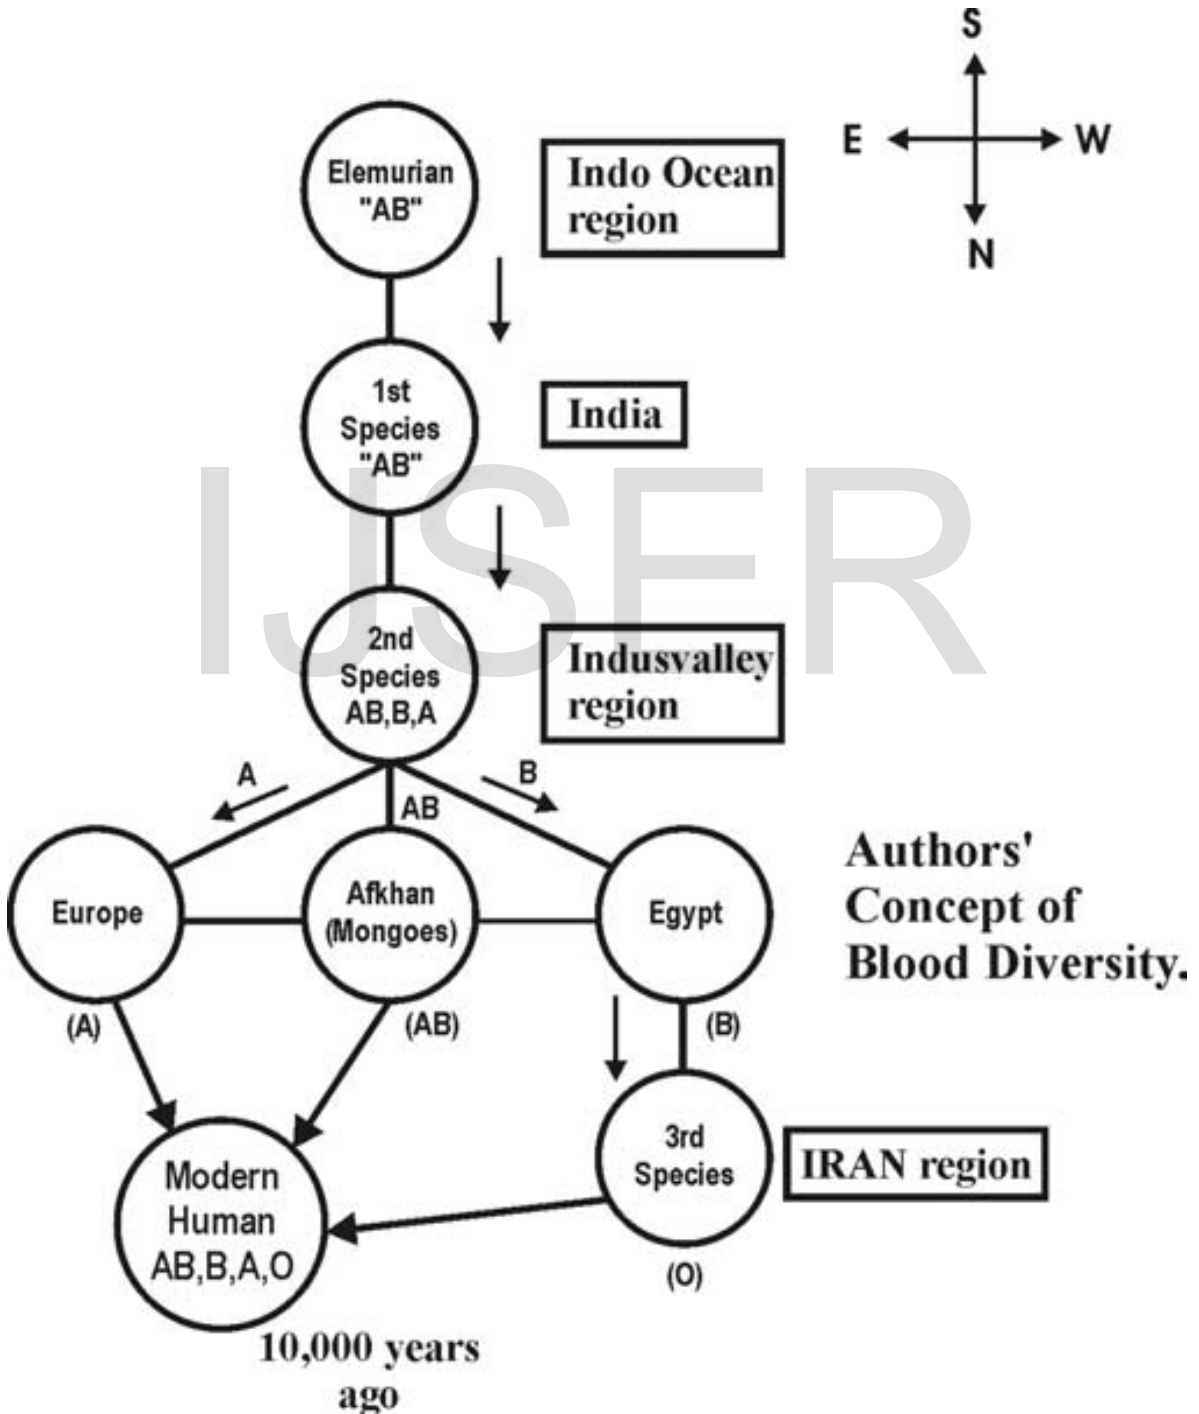 S
E
W
N
Elemurian
"AB"
Indo Ocean
region
1st
Species
"AB"
India
IJSER
2nd
Species
AB,B,A
Indusvalley
region
A
B
AB
Europe
Afkhan
(Mongoes)
Egypt
Authors'
Concept of
Blood Diversity.
(A)
(AB)
(B)
3rd
Species
IRAN region
Modern
Human
AB,B,A,O
(O)
10,000 years
ago